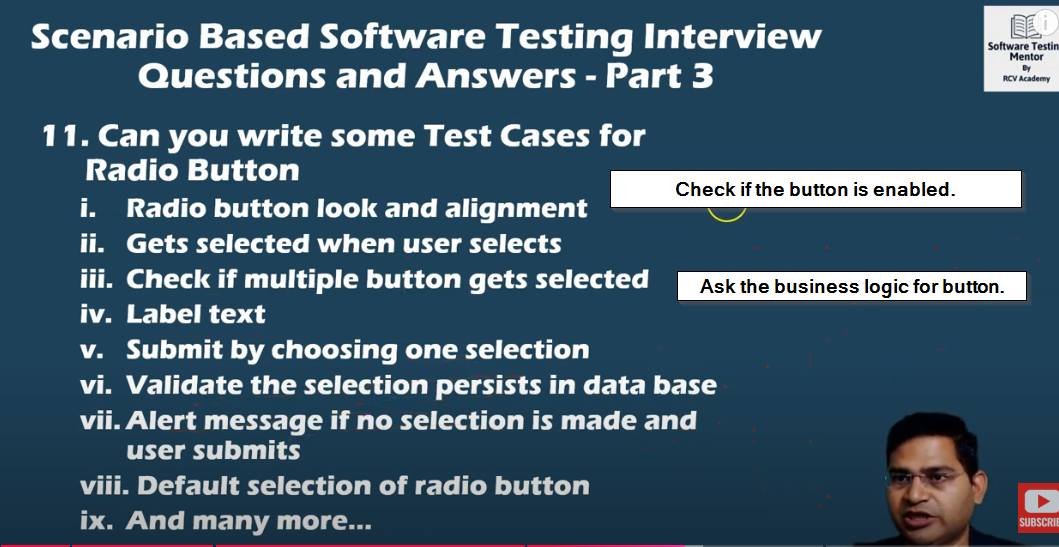 Scenario Based Software Testing Interview
Questions and Answers - Part 3
Software Testin
Mentor
By
RCV Academy
11. Can you write some Test Cases for
Radio Button
Check if the button is enabled.
i. Radio button look and alignment
ii. Gets selected when user selects
iii. Check if multiple button gets selected
Ask the business logic for button.
iv. Label text
v. Submit by choosing one selection
vi. Validate the selection persists in data base
vii. Alert message if no selection is made and
user submits
viii. Default selection of radio button
ix. And many more...
SUBSCRIBE